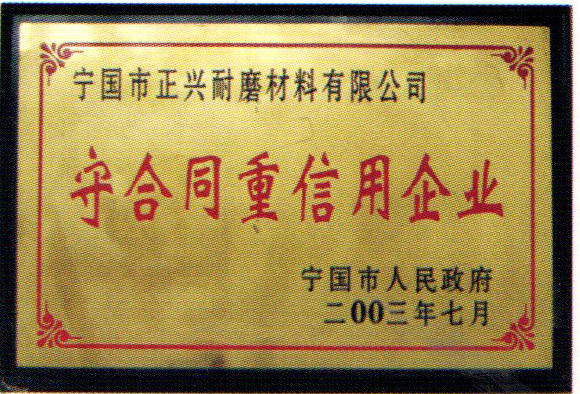 宁国市正兴耐磨材料有限公司
守合同重信用企业
宁国市人民政府
二00三年七月